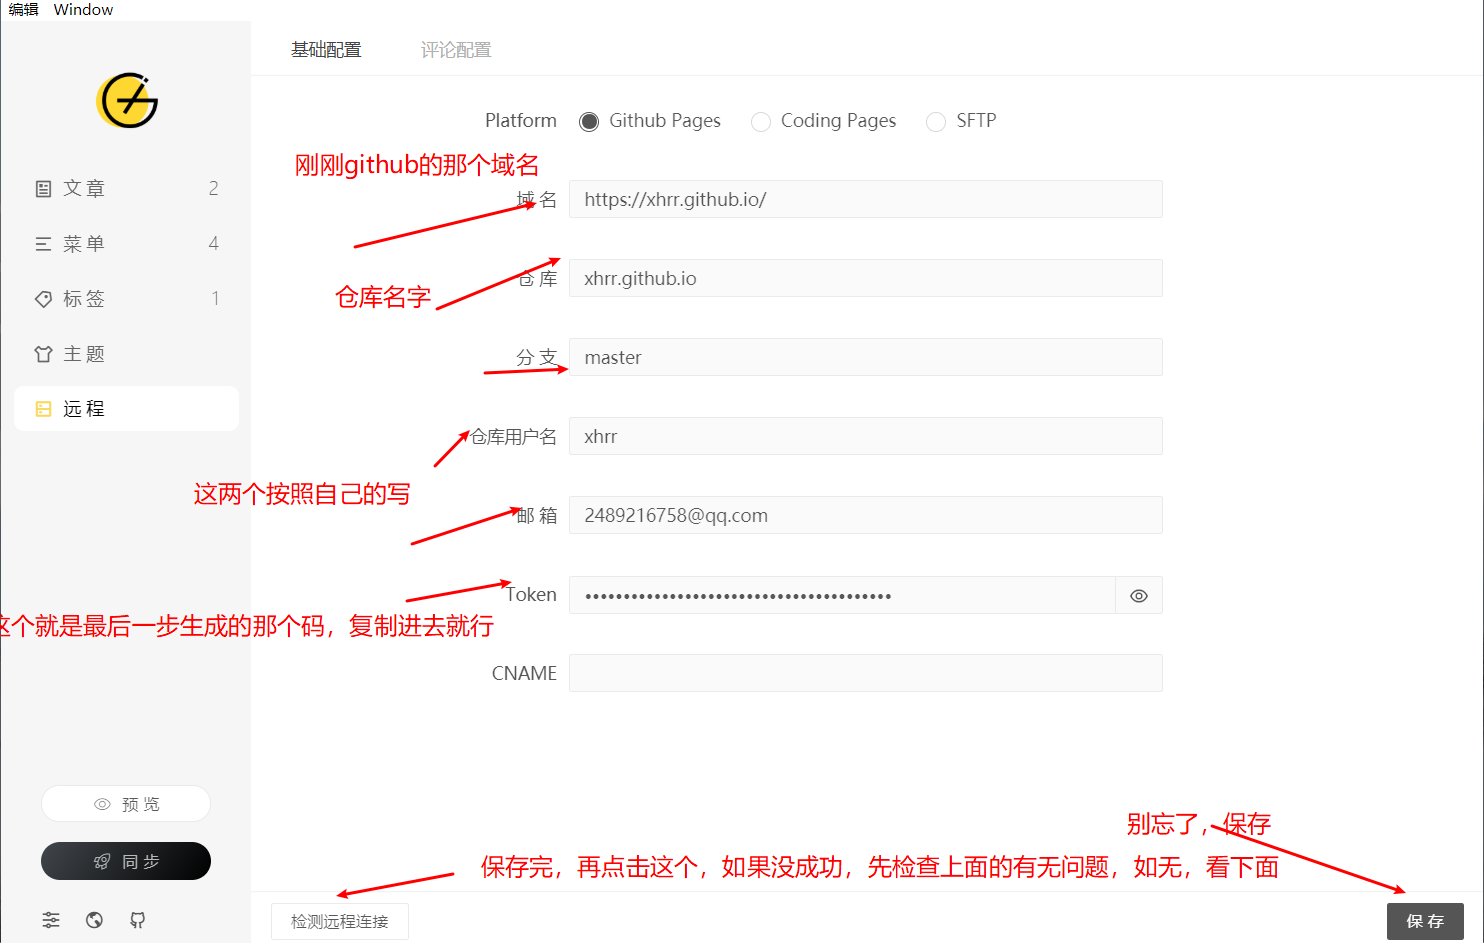 编辑 Window
基础配置 评论配置
Platform Github Pages Coding Pages SFTP
刚刚github的那个域名
文章 2
域名 https://xhrr.github.io/
菜单 4
仓库 xhrr.github.io
仓库名字
标签 1
主题
分支 master
远程
仓库用户名 xhrr
这两个按照自己的写
邮箱 2489216758@qq.com
Token
这个就是最后一步生成的那个码，复制进去就行
CNAME
预览
别忘了，保存
同步
保存完，再点击这个，如果没成功，先检查上面的有无问题，如无，看下面
检测远程连接
保存